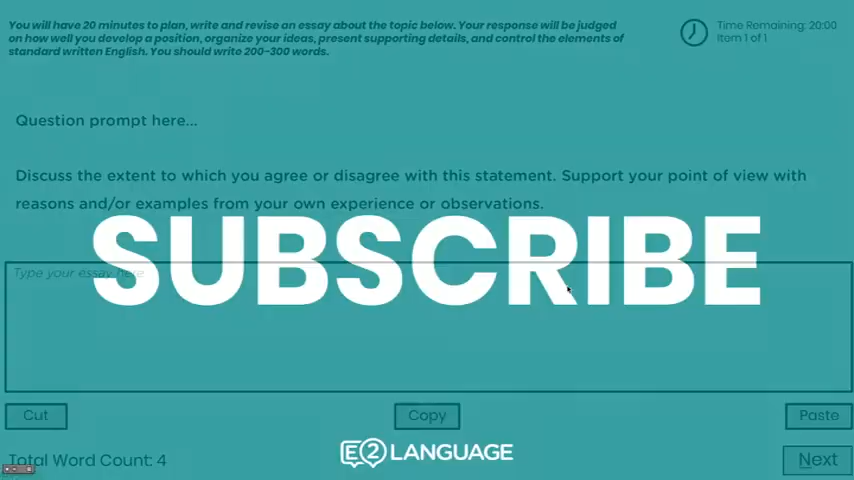 You will have 20 minutes to plan, write and revise an essay about the topic below. Your response will be judged
on how well you develop a position, organize your ideas, present supporting details, and control the elements of
standard written English. You should write 200-300 words.
Time Remaining: 20:00
Item 1 of 1
Question prompt here...
Discuss the extent to which you agree or disagree with this statement. Support your point of view with
reasons and/or examples from your own experience or observations.
SUBSCRIBE
Type your essay here
Cut
Copy
Paste
E2 LANGUAGE
Total Word Count: 4
Next